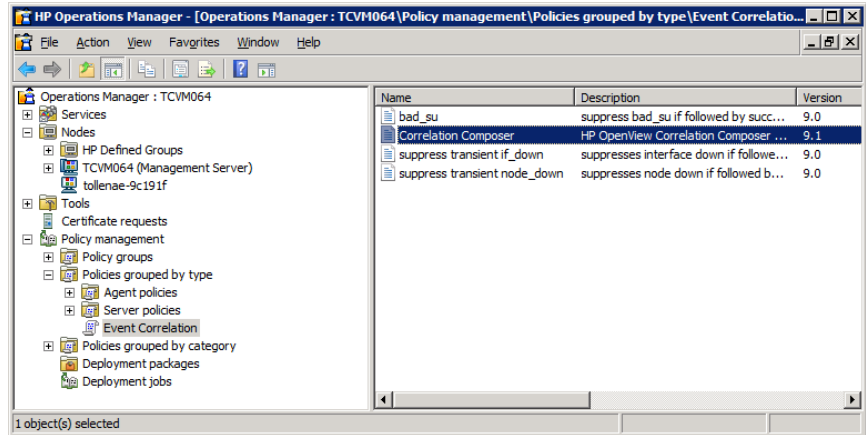 HP Operations Manager - [Operations Manager : TCVM064\Policy management\Policies grouped by type\Event Correlatio...
File Action View Favorites Window Help
Operations Manager : TCVM064
Services
Nodes
HP Defined Groups
TCVM064 (Management Server)
tollenae-9c191f
Tools
Certificate requests
Policy management
Policy groups
Policies grouped by type
Agent policies
Server policies
Event Correlation
Policies grouped by category
Deployment packages
Deployment jobs
Name Description Version
bad_su suppress bad_su if followed by succ... 9.0
Correlation Composer HP OpenView Correlation Composer ... 9.1
suppress transient if_down suppresses interface down if followe... 9.0
suppress transient node_down suppresses node down if followed b... 9.0
1 object(s) selected